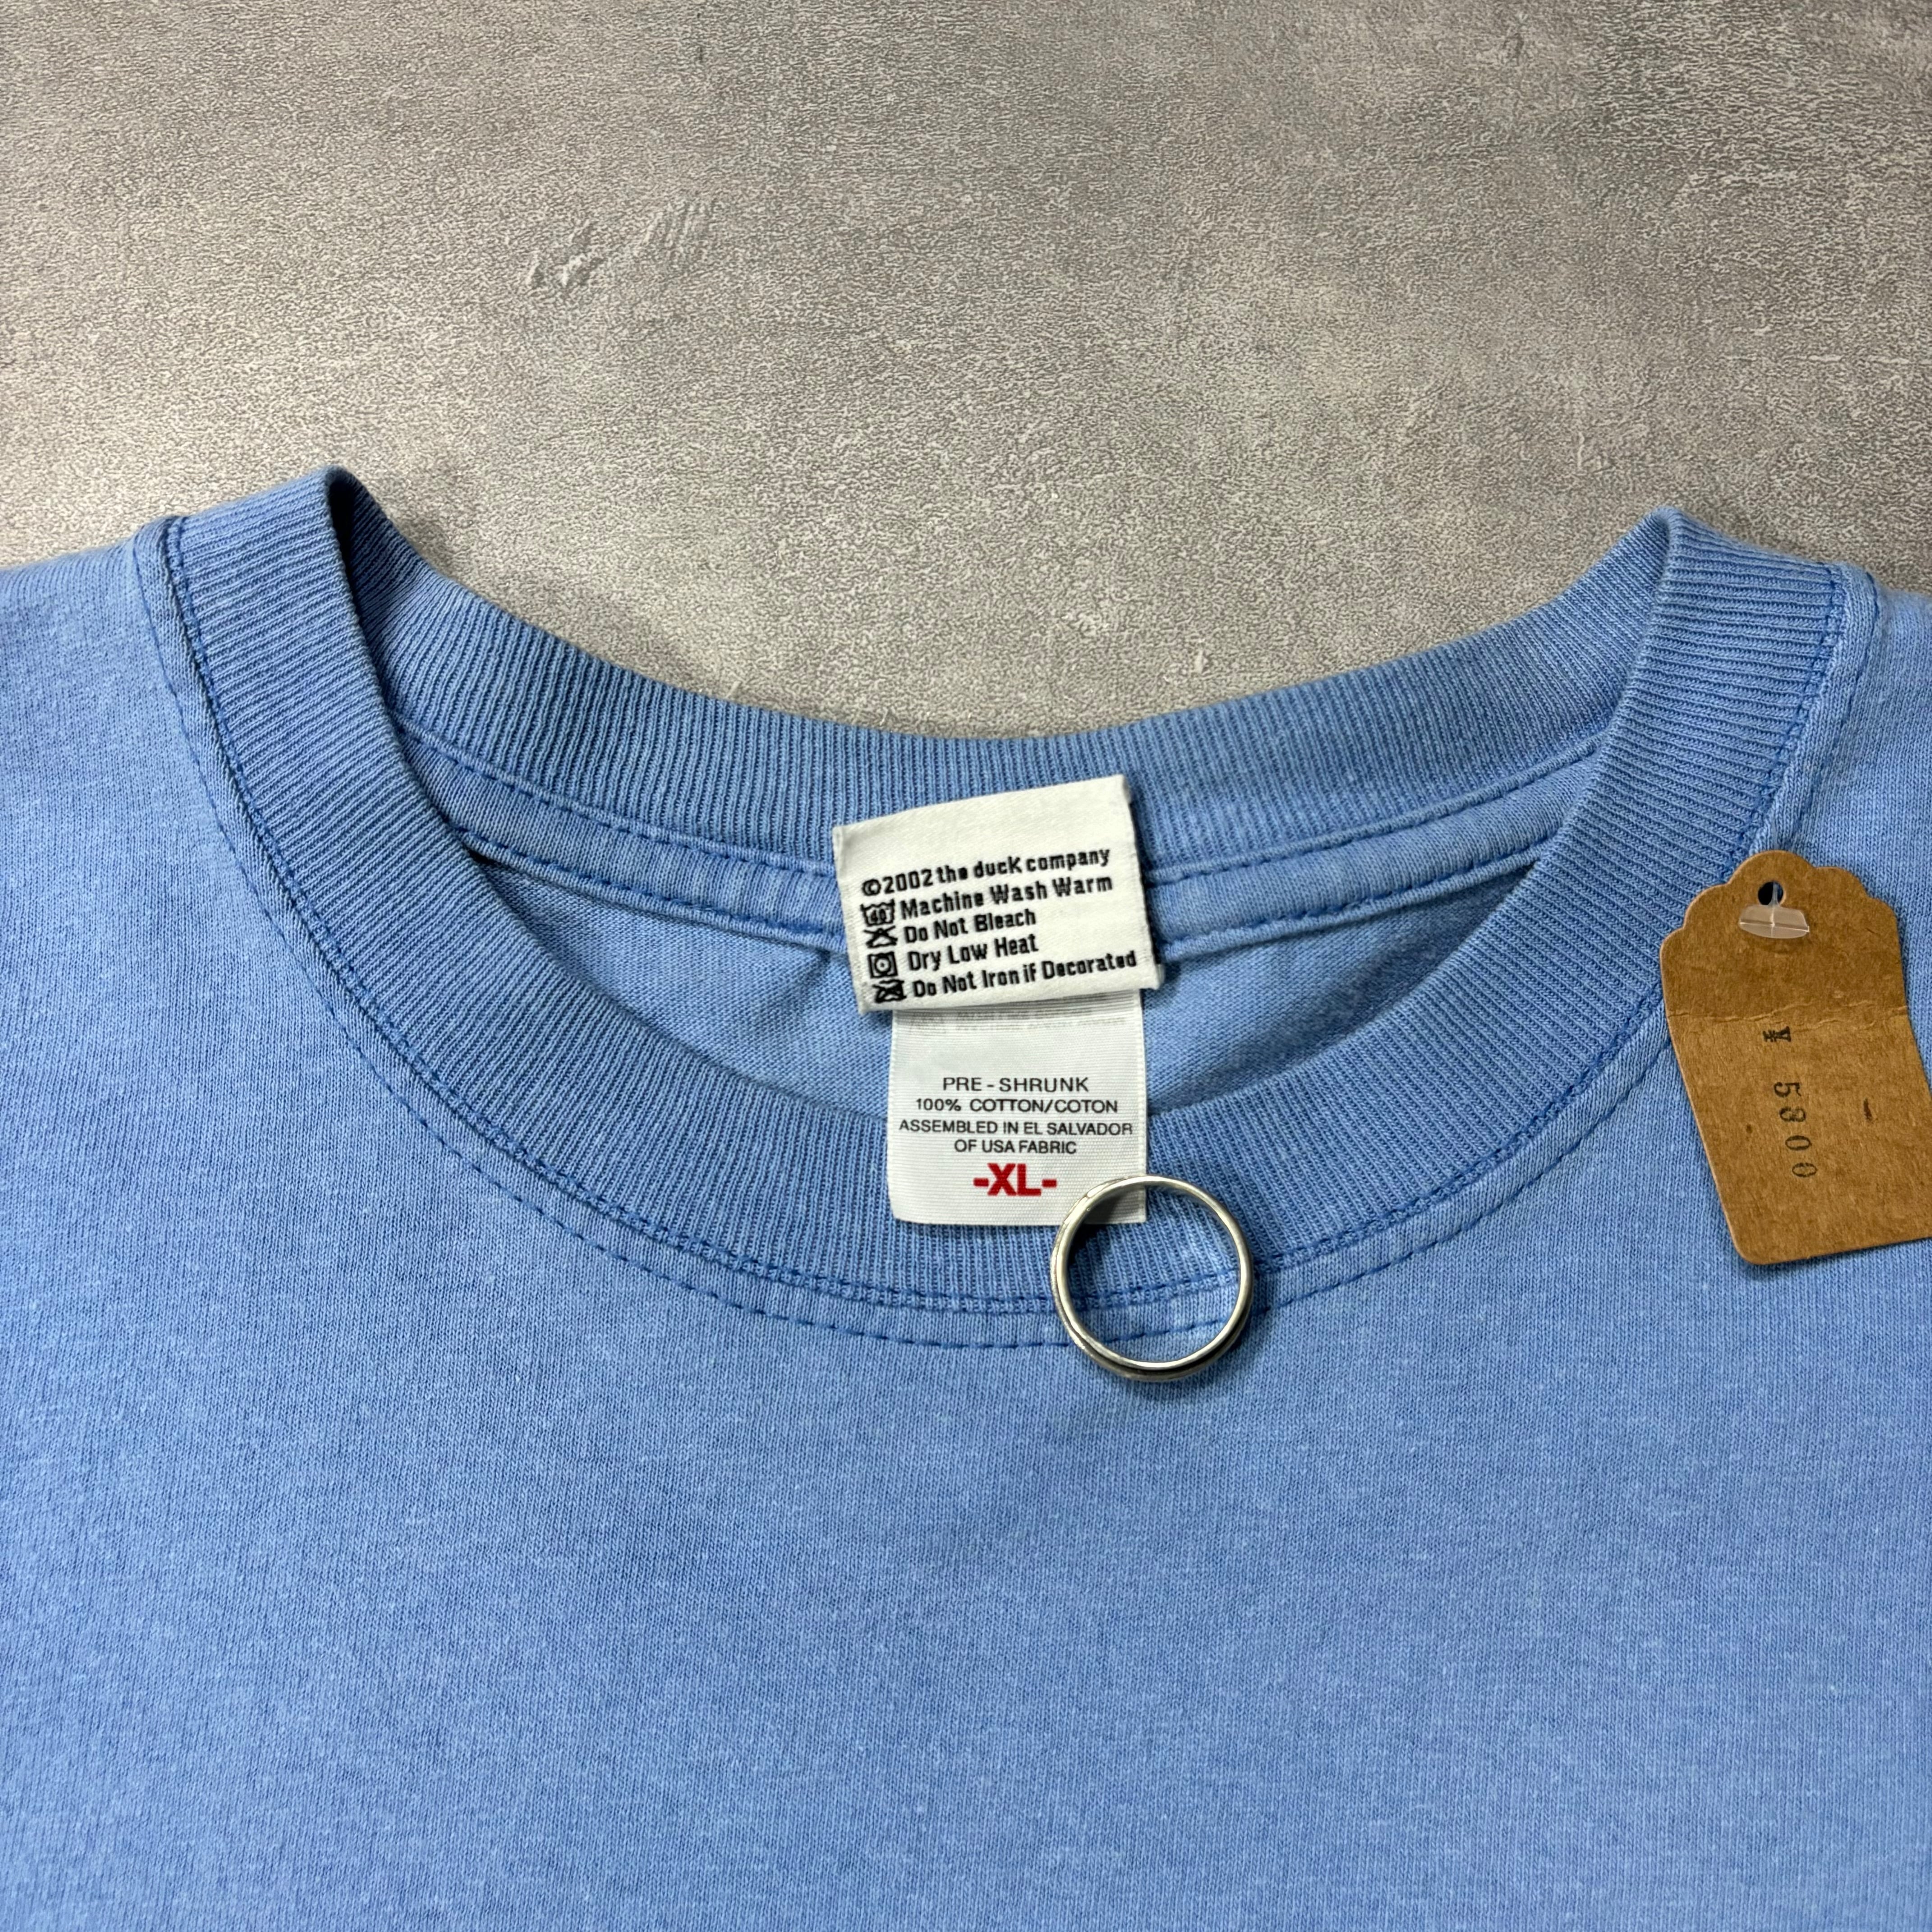 ©2002 the ducK company
40 Machine Wash Warm
Do Not Bleach
Dry Low Heat
Do Not Iron if Decorated
PRE - SHRUNK
100% COTTON/COTON
ASSEMBLED IN EL SALVADOR
OF USA FABRIC
-XL-
¥ 5800